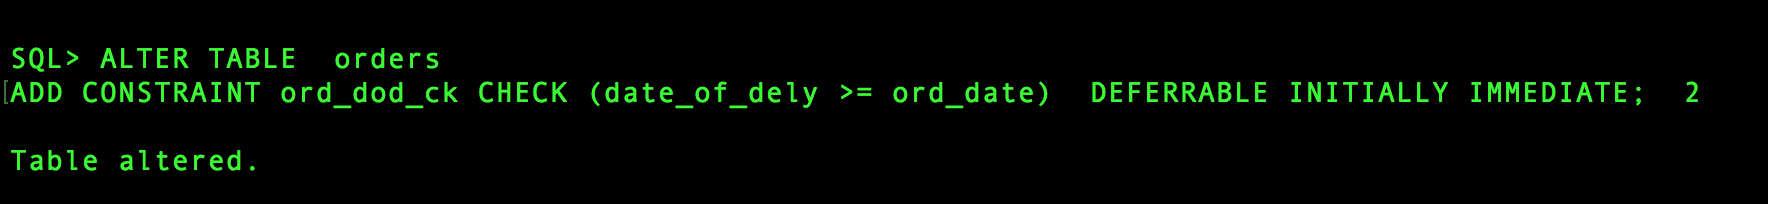 SQL> ALTER TABLE  orders
[ADD CONSTRAINT ord_dod_ck CHECK (date_of_dely >= ord_date)  DEFERRABLE INITIALLY IMMEDIATE;  2
Table altered.